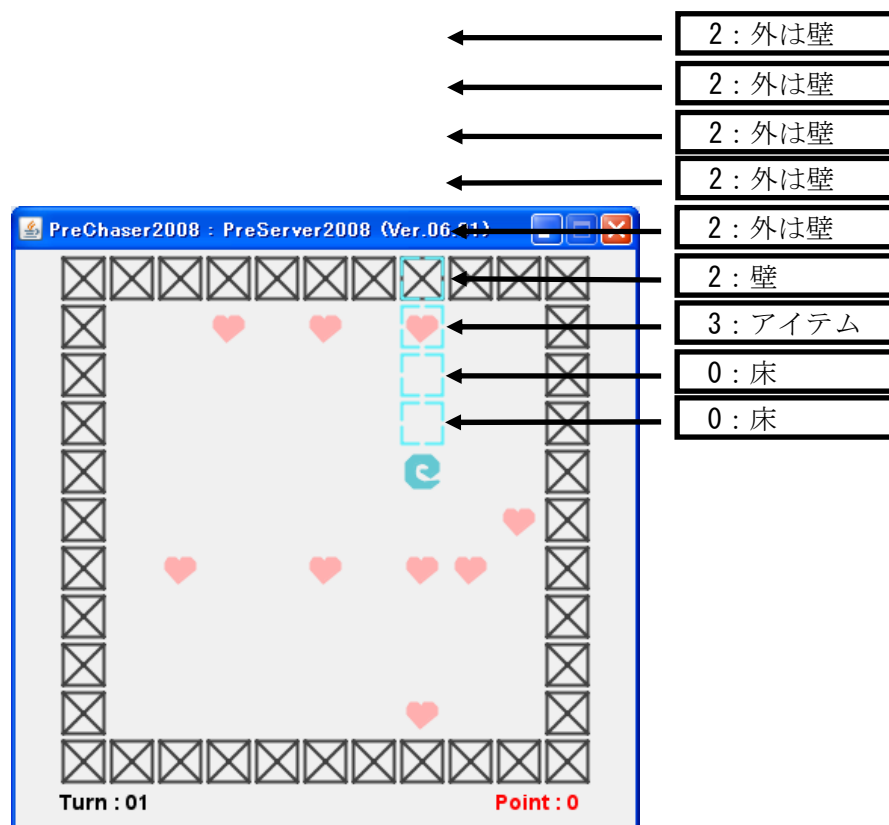 2：外は壁
2：外は壁
2：外は壁
2：外は壁
PreChaser2008 : PreServer2008 (Ver.06.01)
2：外は壁
2：壁
3：アイテム
0：床
0：床
Turn : 01
Point : 0